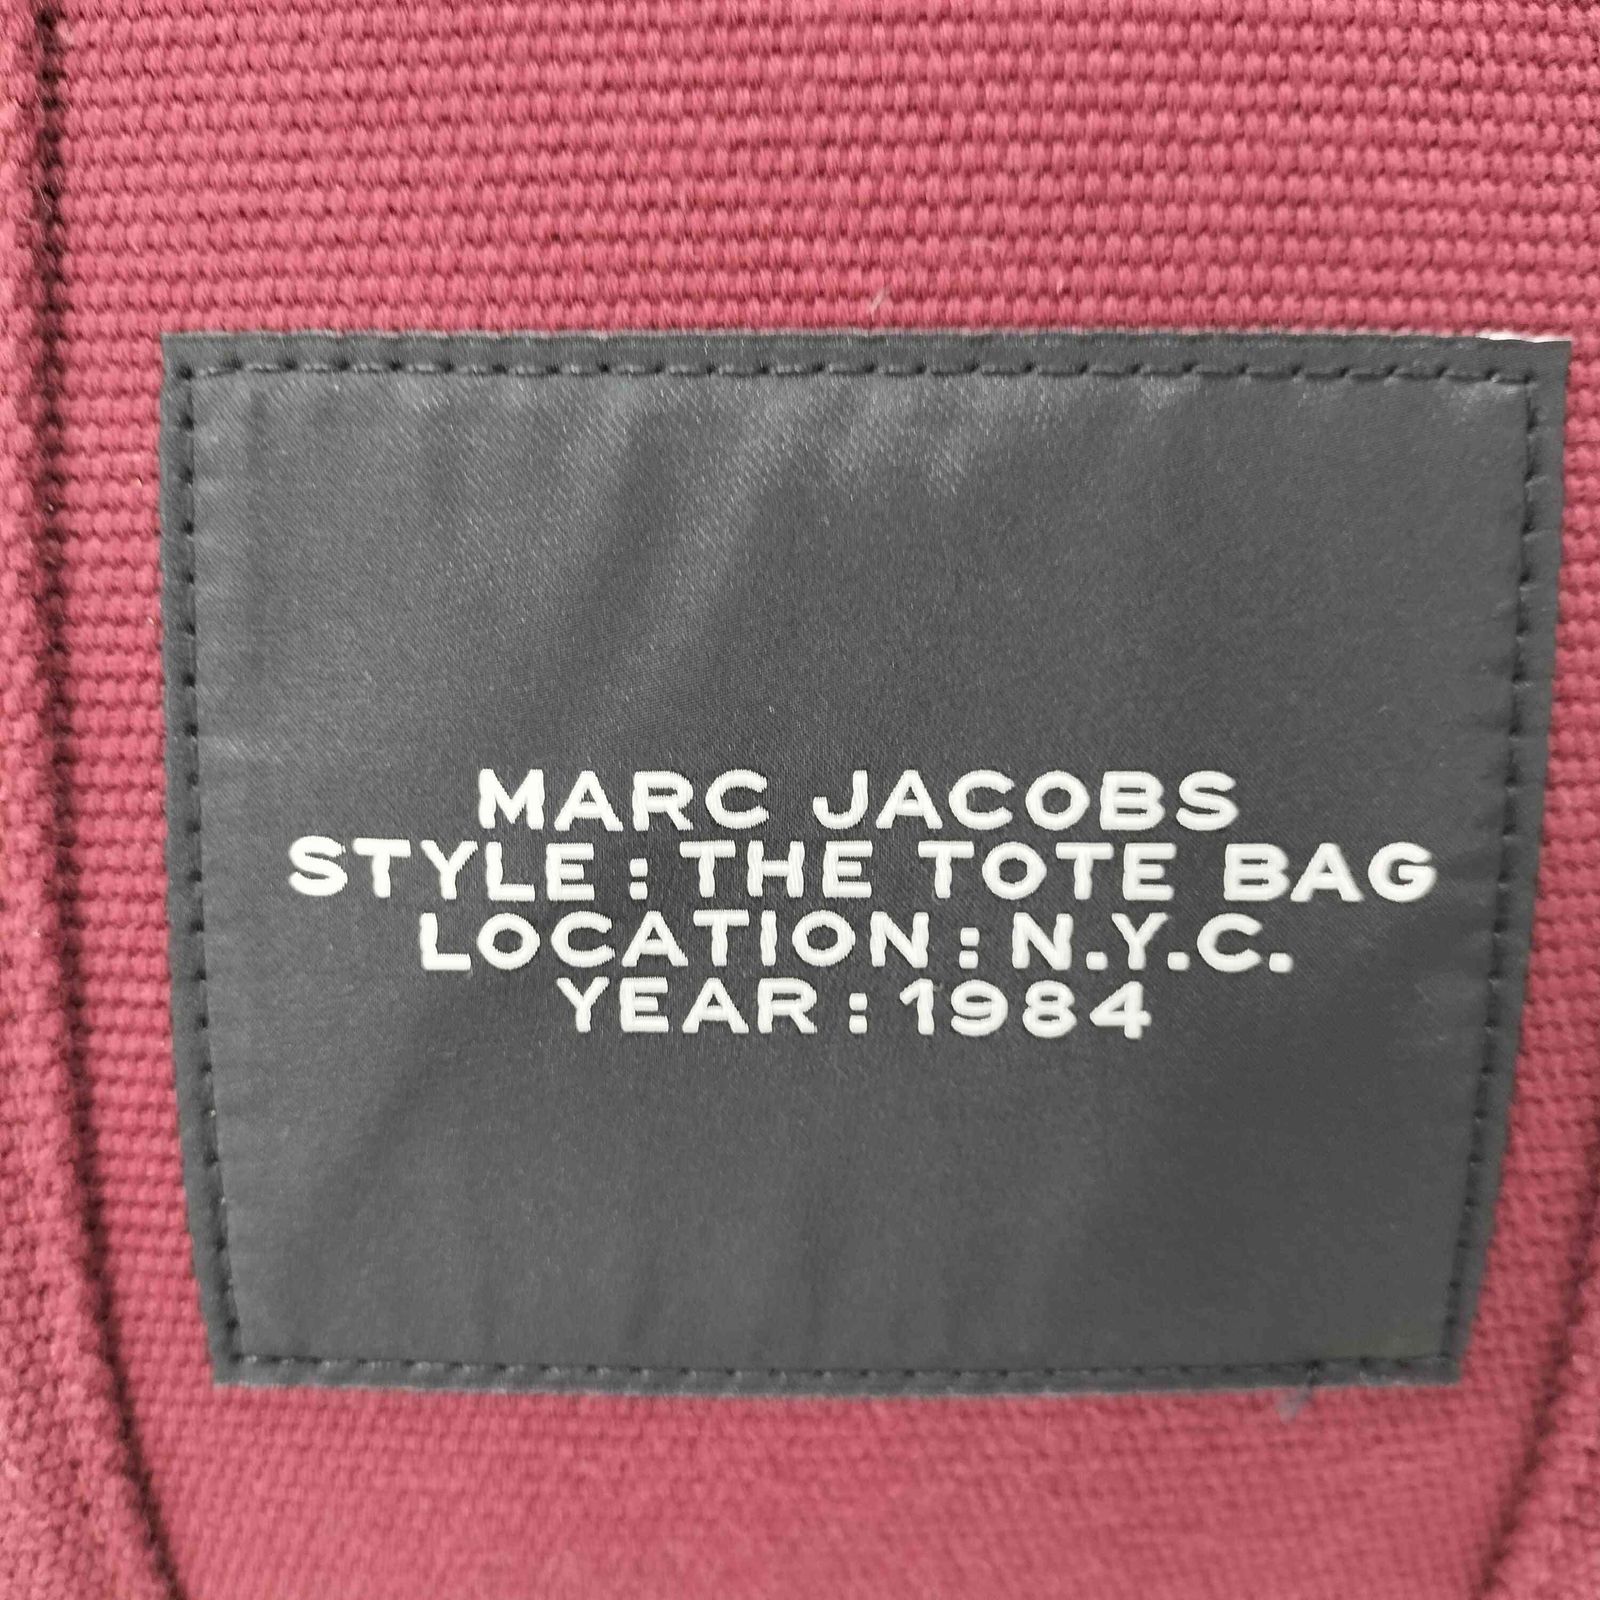 MARC JACOBS
STYLE : THE TOTE BAG
LOCATION : N.Y.C.
YEAR : 1984